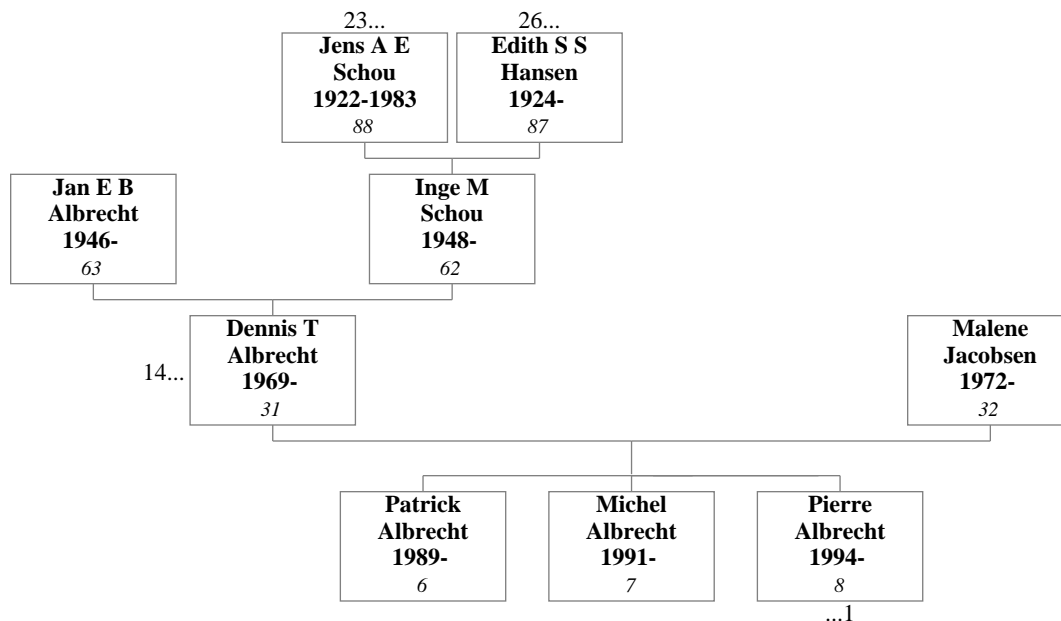 23...
Jens A E
Schou
1922-1983
88
26...
Edith S S
Hansen
1924-
87
Jan E B
Albrecht
1946-
63
Inge M
Schou
1948-
62
14...
Dennis T
Albrecht
1969-
31
Malene
Jacobsen
1972-
32
Patrick
Albrecht
1989-
6
Michel
Albrecht
1991-
7
Pierre
Albrecht
1994-
8
...1